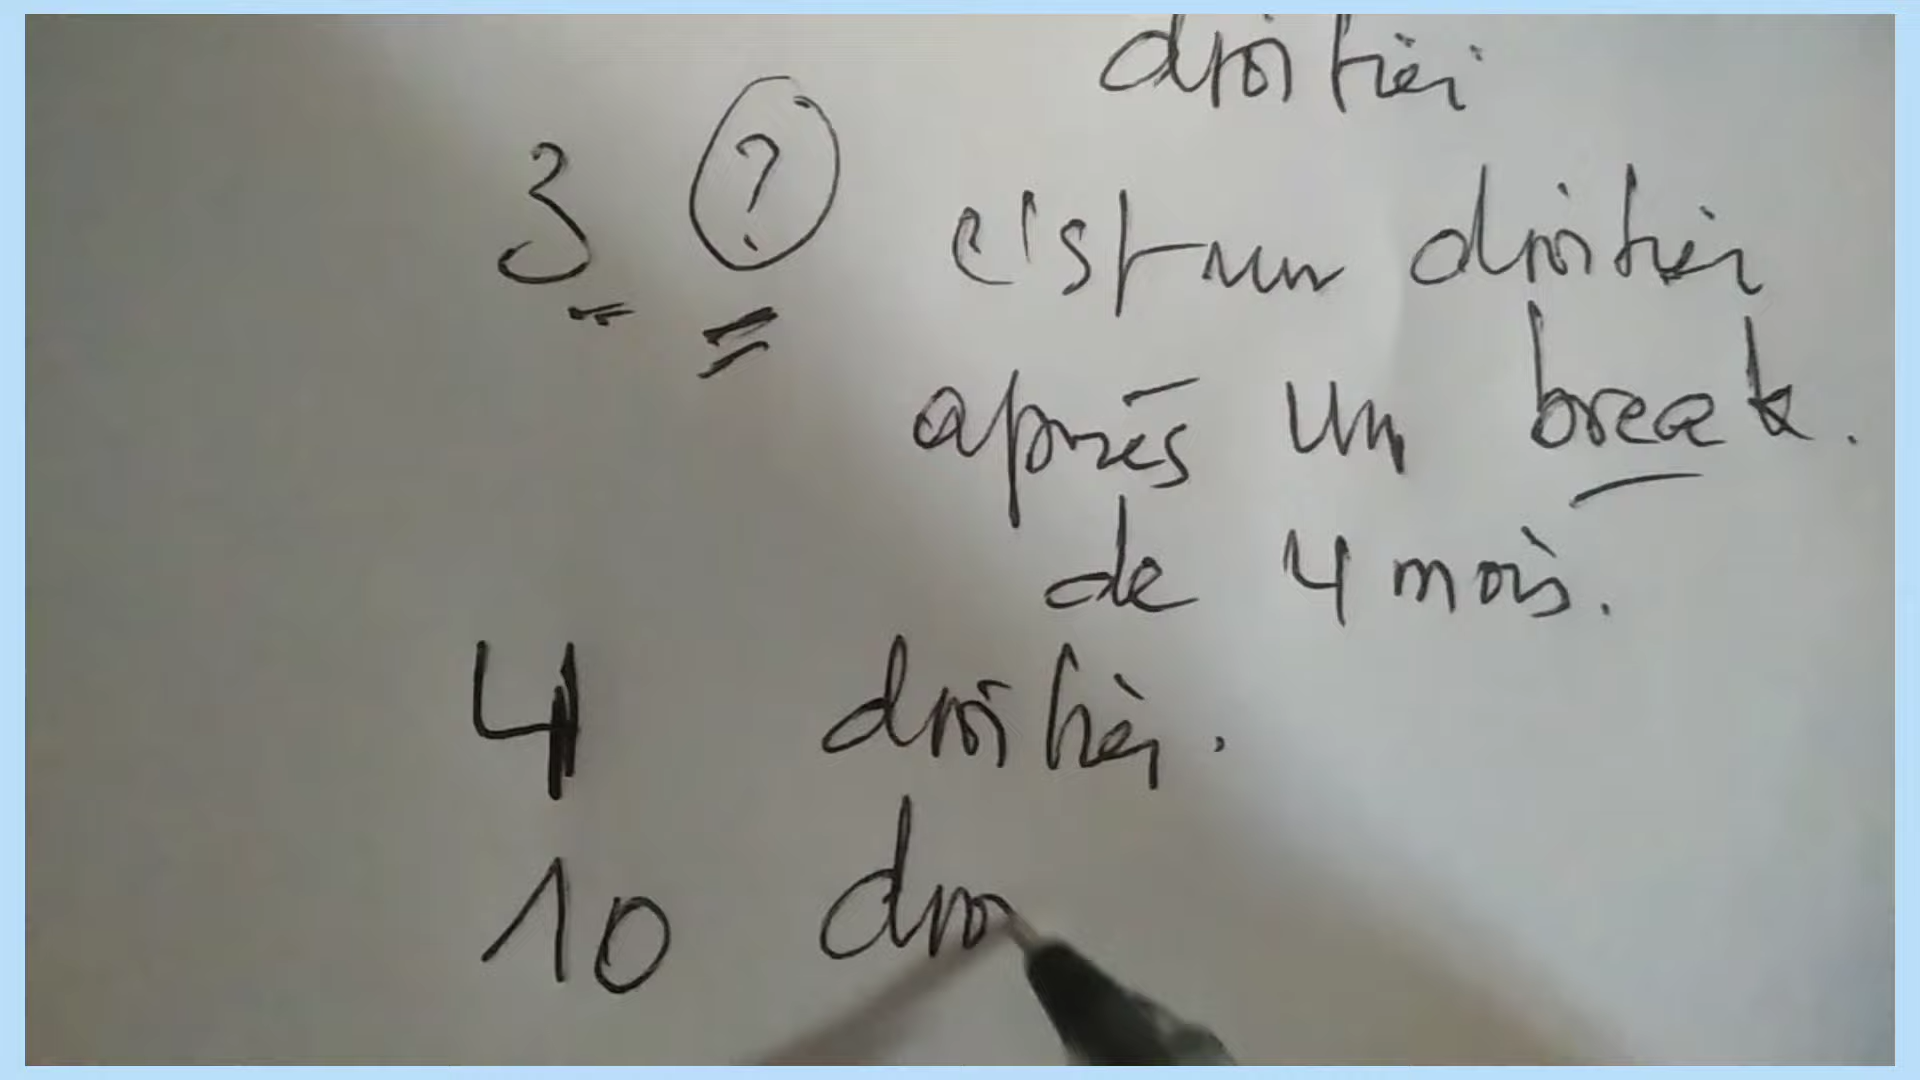 droitier
3 ? c'est un droitier
après un break.
de 4 mois.
4 droitier.
10 dro